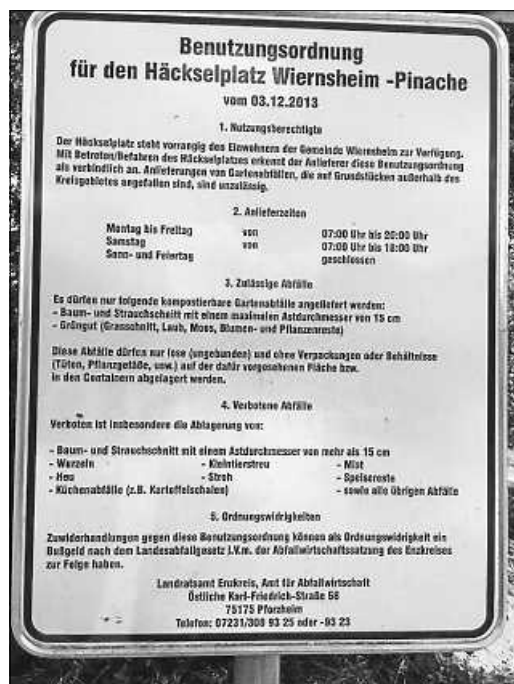 Benutzungsordnung
für den Häckselplatz Wiernsheim -Pinache
vom 03.12.2013
1. Nutzungsberechtigte
Der Häckselplatz steht vorrangig den Einwohnern der Gemeinde Wiernsheim zur Verfügung.
Mit Betreten/Befahren des Häckselplatzes erkennt der Anlieferer diese Benutzungsordnung
als verbindlich an. Anlieferungen von Gartenabfällen, die auf Grundstücken außerhalb des
Kreisgebietes angefallen sind, sind unzulässig.
2. Anlieferzeiten
Montag bis Freitag von 07:00 Uhr bis 20:00 Uhr
Samstag von 07:00 Uhr bis 18:00 Uhr
Sonn- und Feiertag geschlossen
3. Zulässige Abfälle
Es dürfen nur folgende kompostierbare Gartenabfälle angeliefert werden:
- Baum- und Strauchschnitt mit einem maximalen Astdurchmesser von 15 cm
- Grüngut (Grasschnitt, Laub, Moos, Blumen- und Pflanzenreste)
Diese Abfälle dürfen nur lose (ungebunden) und ohne Verpackungen oder Behältnisse
(Tüten, Pflanzgefäße, usw.) auf der dafür vorgesehenen Fläche bzw.
in den Containern abgelagert werden.
4. Verbotene Abfälle
Verboten ist insbesondere die Ablagerung von:
- Baum- und Strauchschnitt mit einem Astdurchmesser von mehr als 15 cm
- Wurzeln - Kleintierstreu - Mist
- Heu - Stroh - Speisereste
- Küchenabfälle (z.B. Kartoffelschalen) - sowie alle übrigen Abfälle
5. Ordnungswidrigkeiten
Zuwiderhandlungen gegen diese Benutzungsordnung können als Ordnungswidrigkeit ein
Bußgeld nach dem Landesabfallgesetz i.V.m. der Abfallwirtschaftssatzung des Enzkreises
zur Folge haben.
Landratsamt Enzkreis, Amt für Abfallwirtschaft
Östliche Karl-Friedrich-Straße 58
75175 Pforzheim
Telefon: 07231/308 93 25 oder -93 23